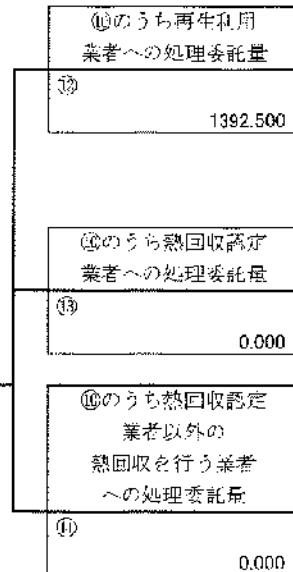 ⑩のうち再生利用
業者への処理委託量
⑫
1392.500
⑩のうち熱回収認定
業者への処理委託量
⑬
0.000
⑩のうち熱回収認定
業者以外の
熱回収を行う業者
への処理委託量
⑭
0.000